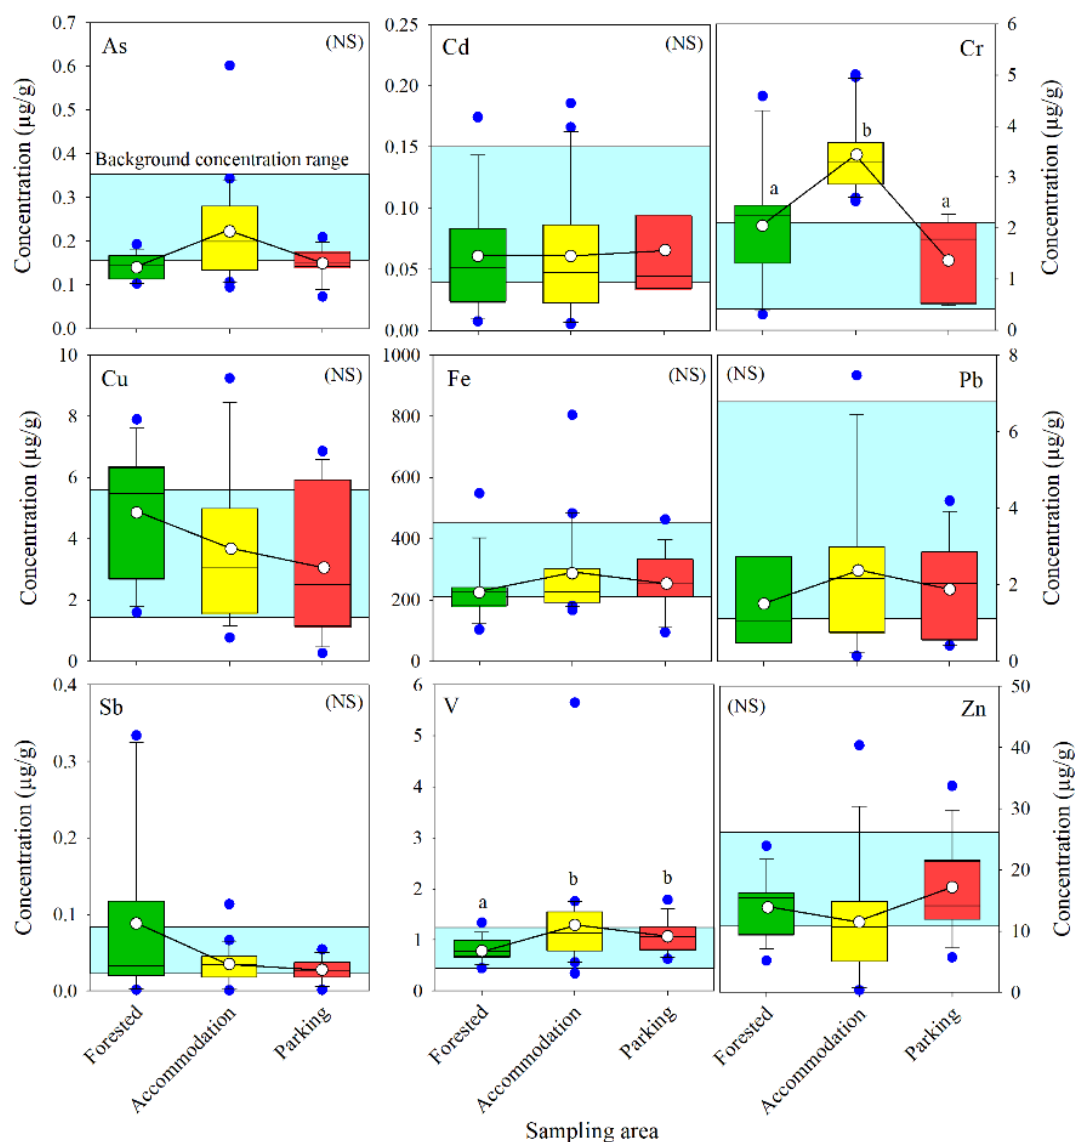 0.7
0.6
0.5
0.4
0.3
0.2
0.1
0.0
As
(NS)
Background concentration range
Concentration (µg/g)
0.25
0.20
0.15
0.10
0.05
0.00
Cd
(NS)
Cr
a
b
a
6
5
4
3
2
1
0
Concentration (µg/g)
10
8
6
4
2
0
Cu
(NS)
Concentration (µg/g)
1000
800
600
400
200
0
Fe
(NS)
(NS)
Pb
8
6
4
2
0
Concentration (µg/g)
0.4
0.3
0.2
0.1
0.0
Sb
(NS)
Concentration (µg/g)
6
5
4
3
2
1
0
V
a
b
b
(NS)
Zn
50
40
30
20
10
0
Concentration (µg/g)
Forested
Accommodation
Parking
Forested
Accommodation
Parking
Forested
Accommodation
Parking
Sampling area